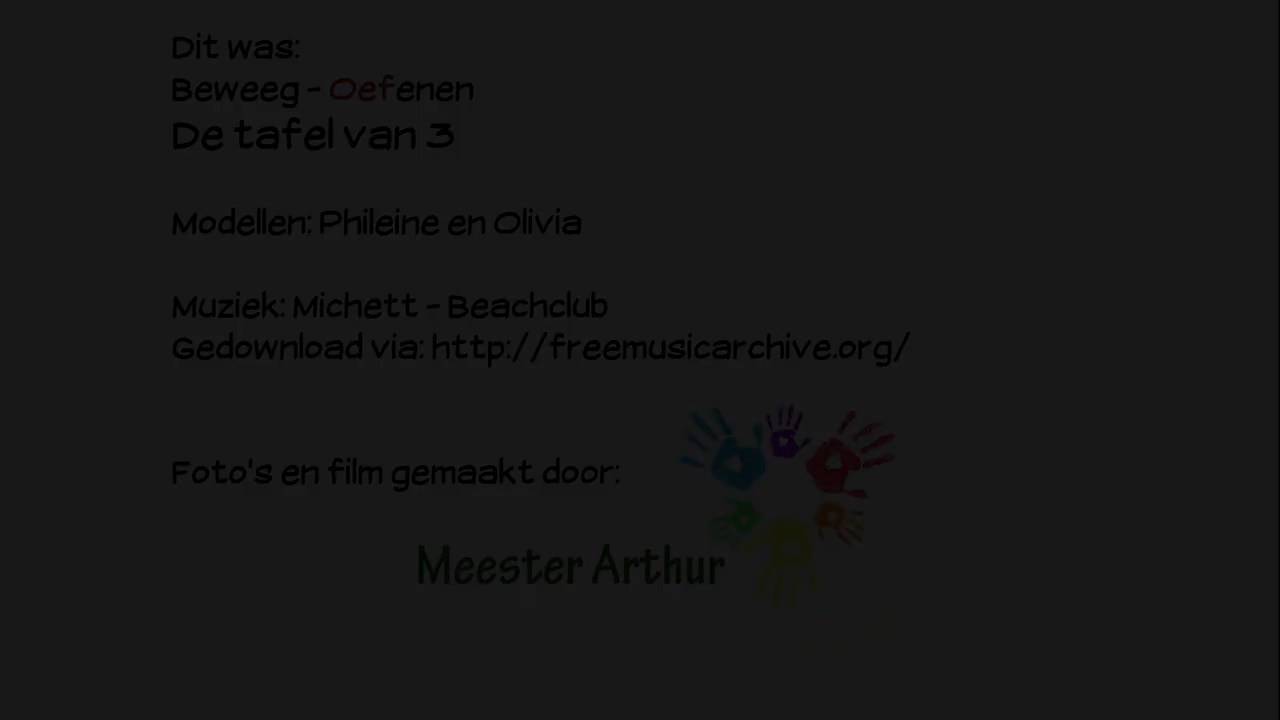 Dit was:
Beweeg - Oefenen
De tafel van 3
Modellen: Phileine en Olivia
Muziek: Michett - Beachclub
Gedownload via: http://freemusicarchive.org/
Foto's en film gemaakt door:
Meester Arthur